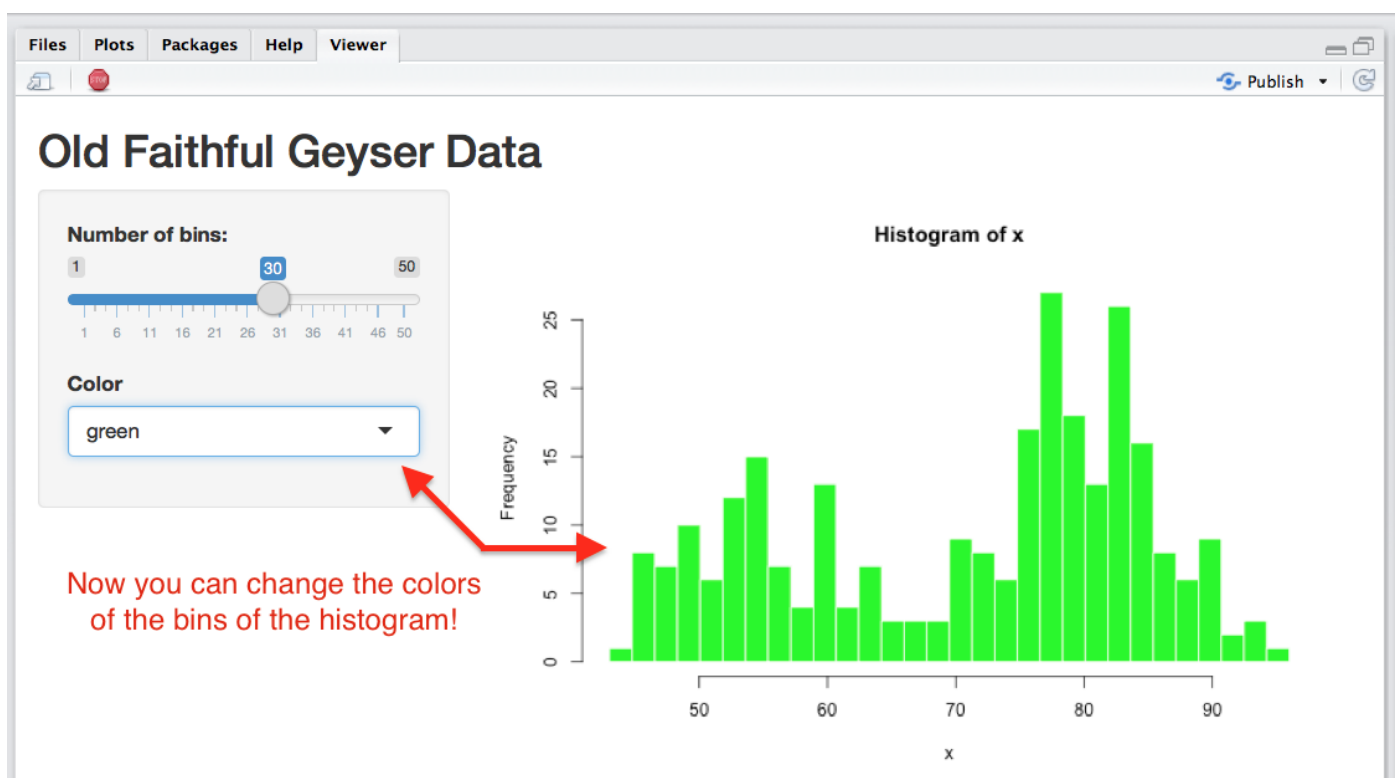 Files Plots Packages Help Viewer
STOP
Publish
Old Faithful Geyser Data
Number of bins:
1 30 50
1 6 11 16 21 26 31 36 41 46 50
Color
green
Now you can change the colors
of the bins of the histogram!
Histogram of x
Frequency
25
20
15
10
5
0
50 60 70 80 90
x